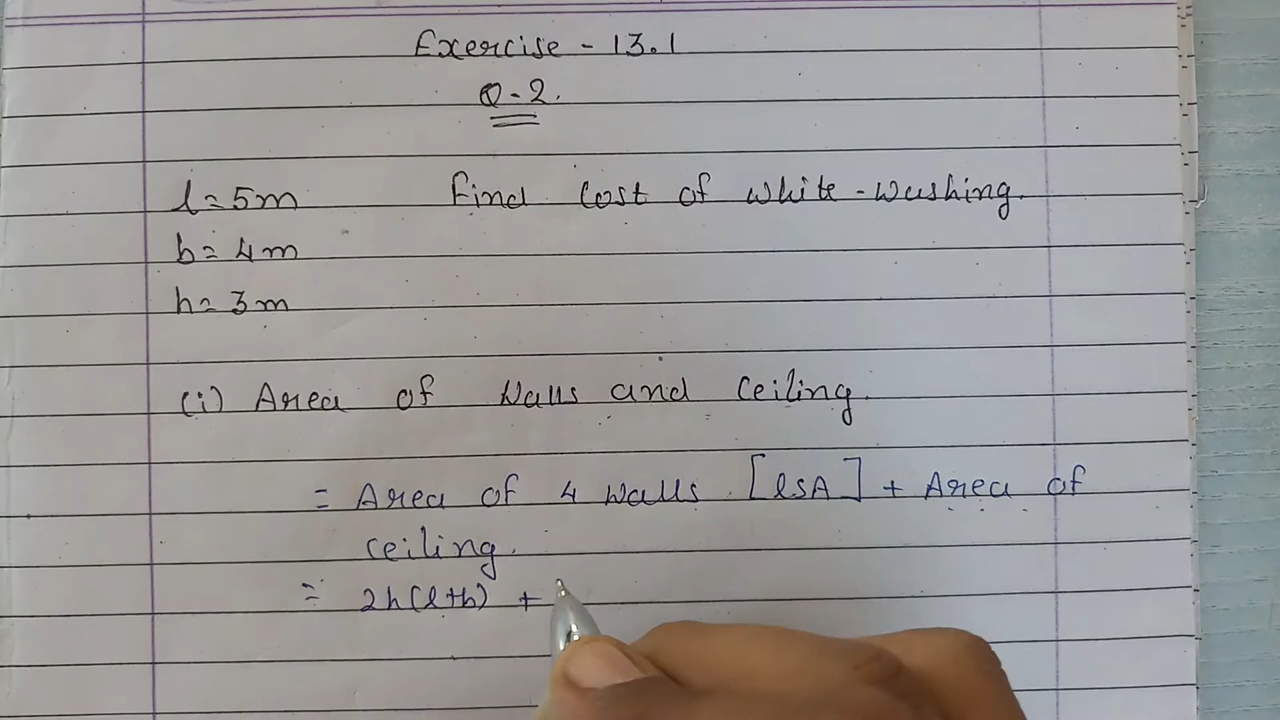 Exercise - 13.1
Q-2.
l=5m Find cost of white-washing.
b=4m
h=3m
(i) Area of Walls and ceiling.
= Area of 4 walls [LSA] + Area of
ceiling.
= 2h(l+b) +